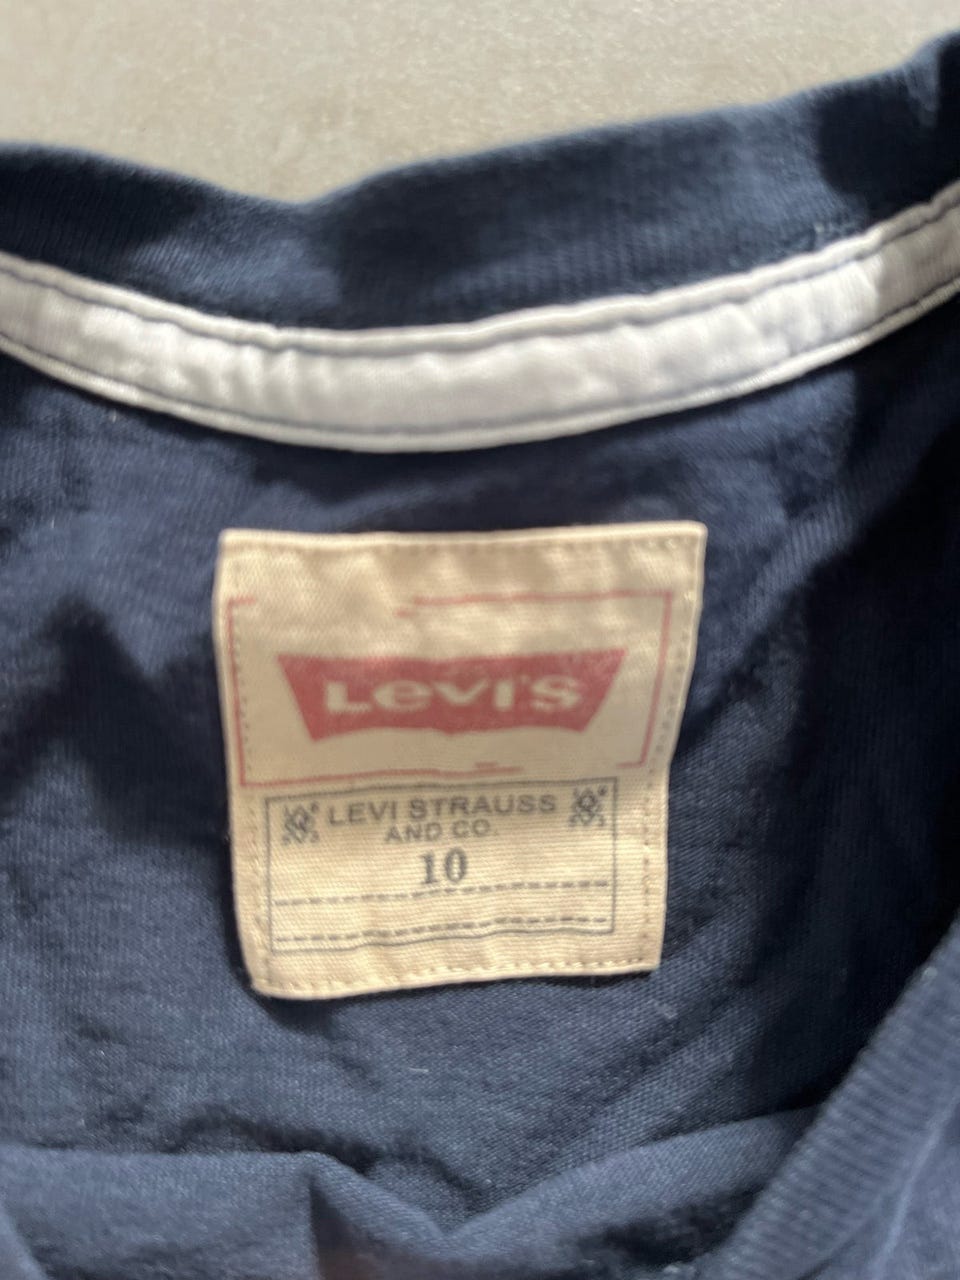 Levi's
LEVI STRAUSS
AND CO.
10